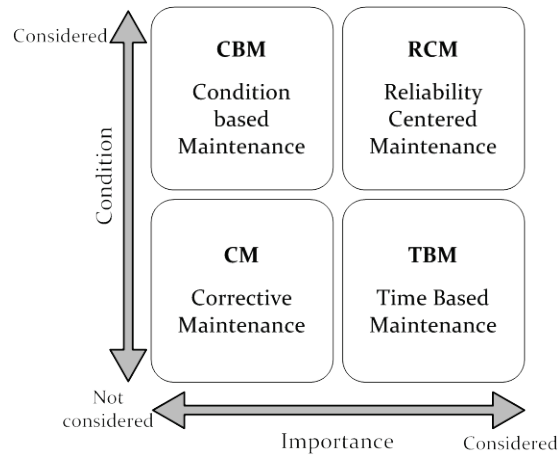 Considered
CBM
Condition
based
Maintenance
RCM
Reliability
Centered
Maintenance
Condition
CM
Corrective
Maintenance
TBM
Time Based
Maintenance
Not
considered
Importance
Considered